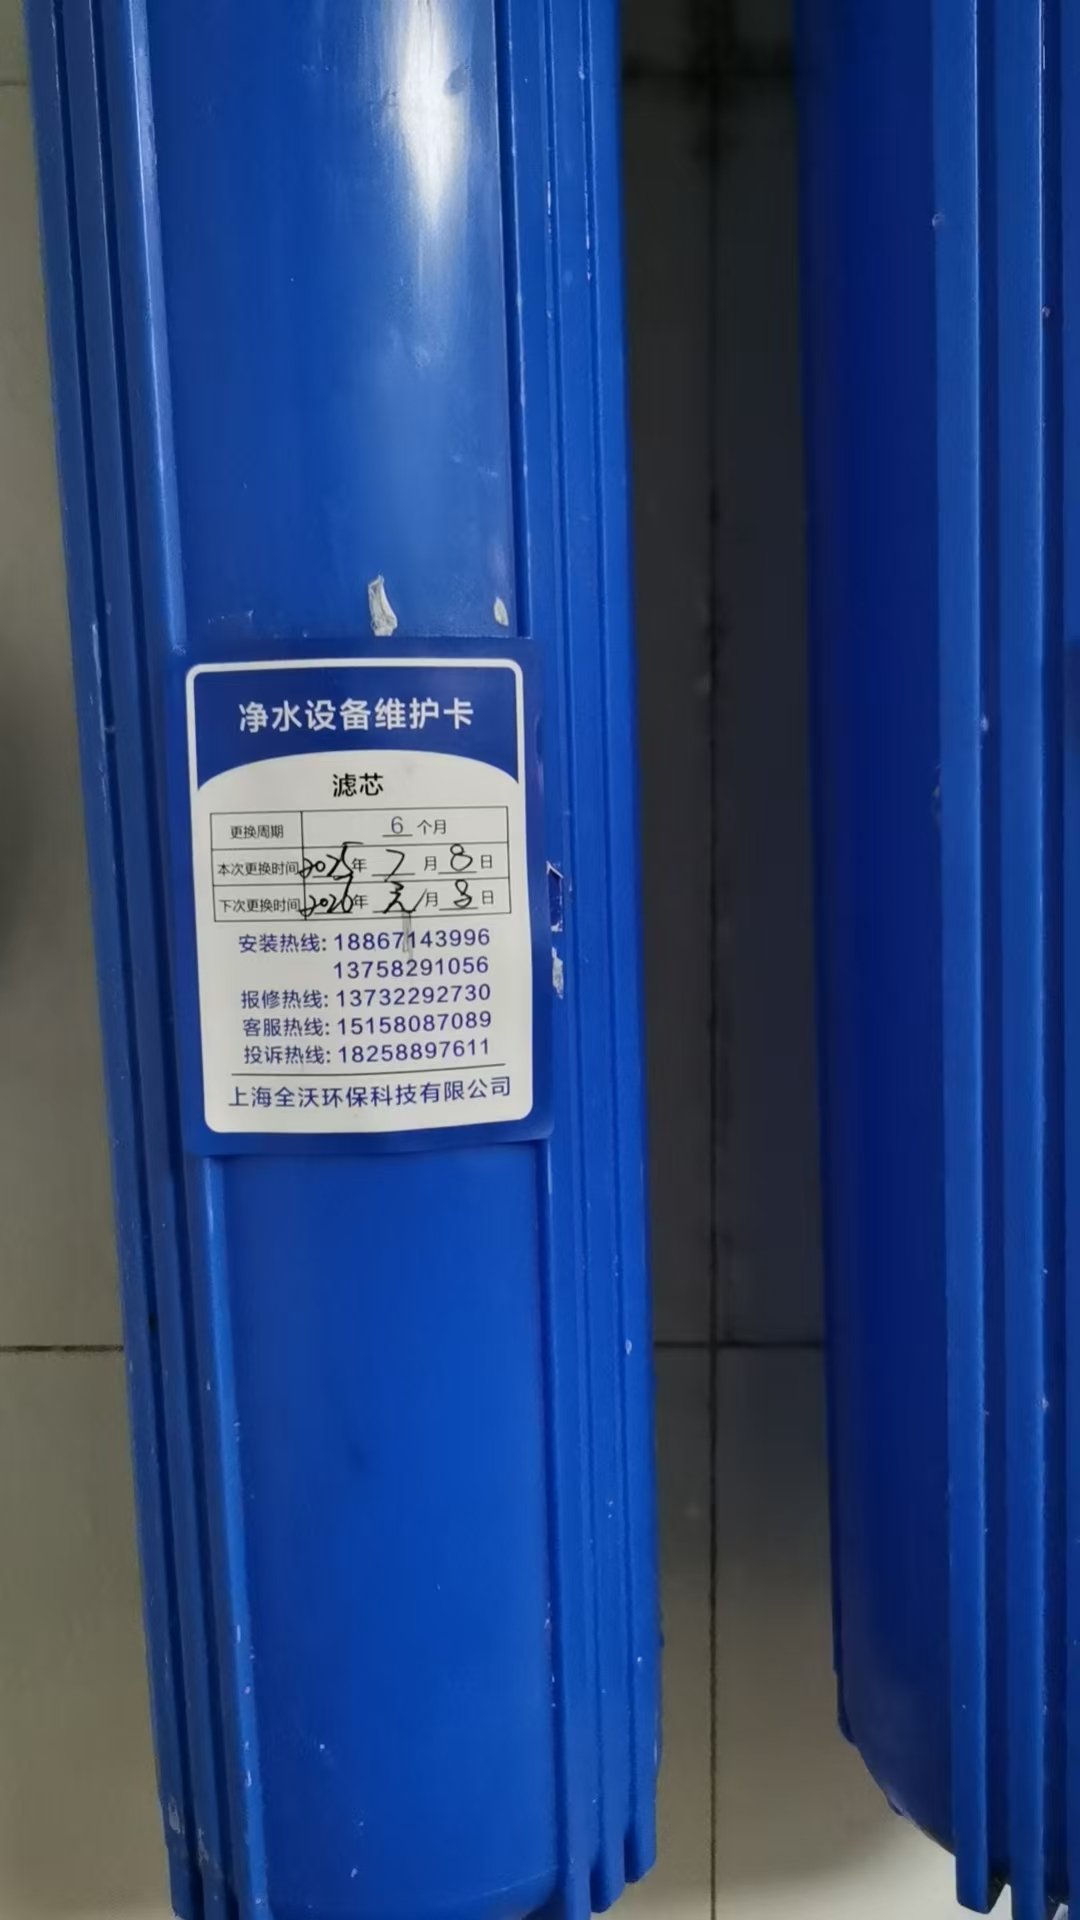 净水设备维护卡
滤芯
更换周期 6 个月
本次更换时间 2025年 7 月 8 日
下次更换时间 2026年 元/月 8 日
安装热线: 18867143996
13758291056
报修热线: 13732292730
客服热线: 15158087089
投诉热线: 18258897611
上海全沃环保科技有限公司